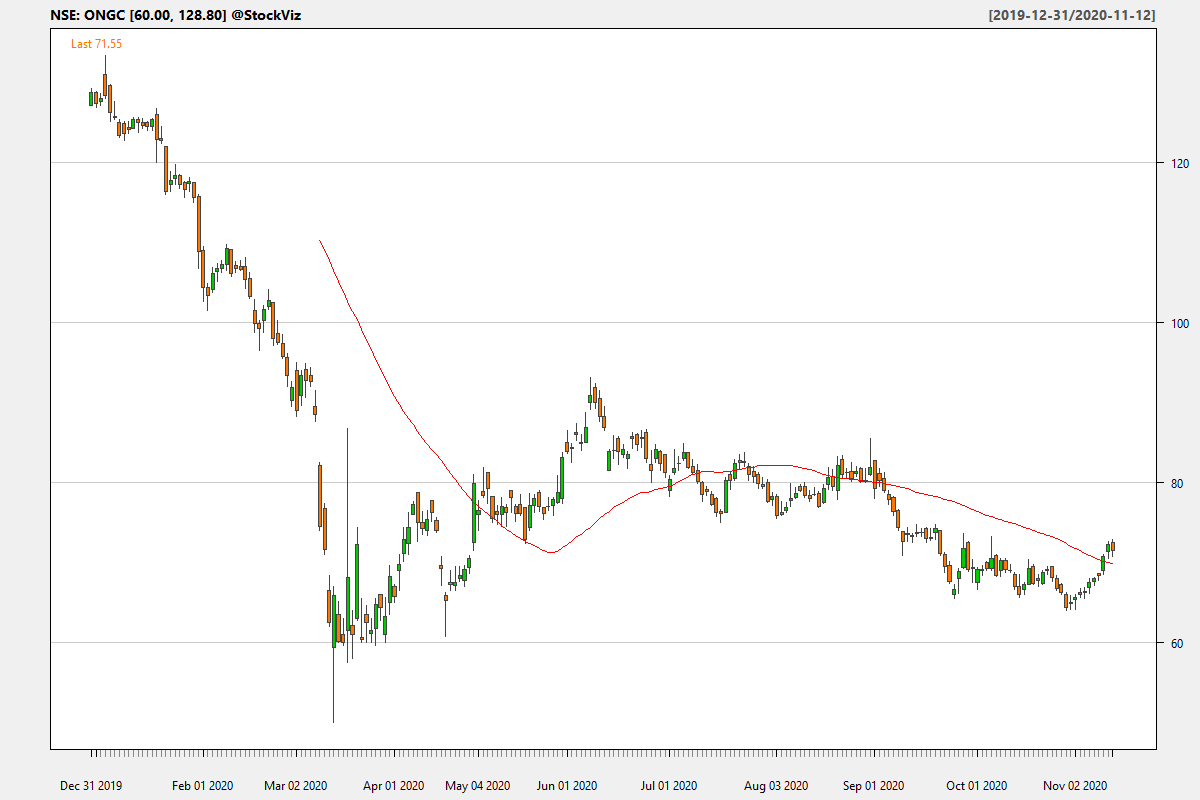 NSE: ONGC [60.00, 128.80] @StockViz
[2019-12-31/2020-11-12]
Last 71.55
120
100
80
60
Dec 31 2019 Feb 01 2020 Mar 02 2020 Apr 01 2020 May 04 2020 Jun 01 2020 Jul 01 2020 Aug 03 2020 Sep 01 2020 Oct 01 2020 Nov 02 2020